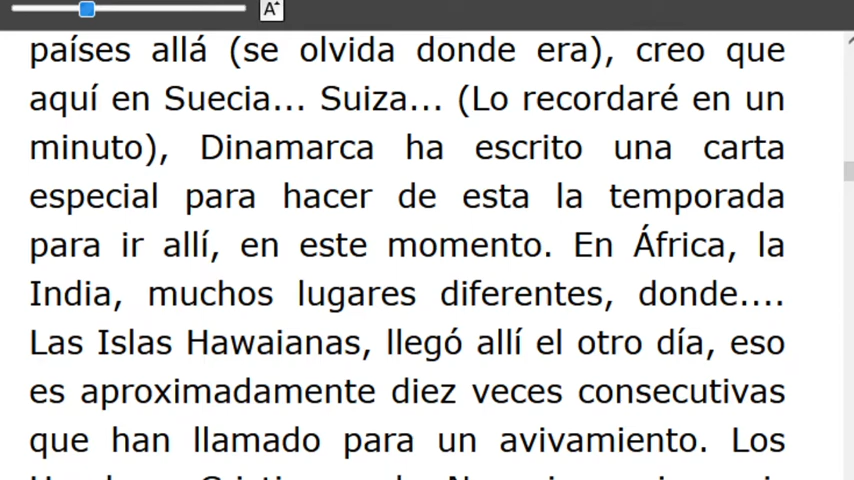 A
países allá (se olvida donde era), creo que
aquí en Suecia... Suiza... (Lo recordaré en un
minuto), Dinamarca ha escrito una carta
especial para hacer de esta la temporada
para ir allí, en este momento. En África, la
India, muchos lugares diferentes, donde....
Las Islas Hawaianas, llegó allí el otro día, eso
es aproximadamente diez veces consecutivas
que han llamado para un avivamiento. Los